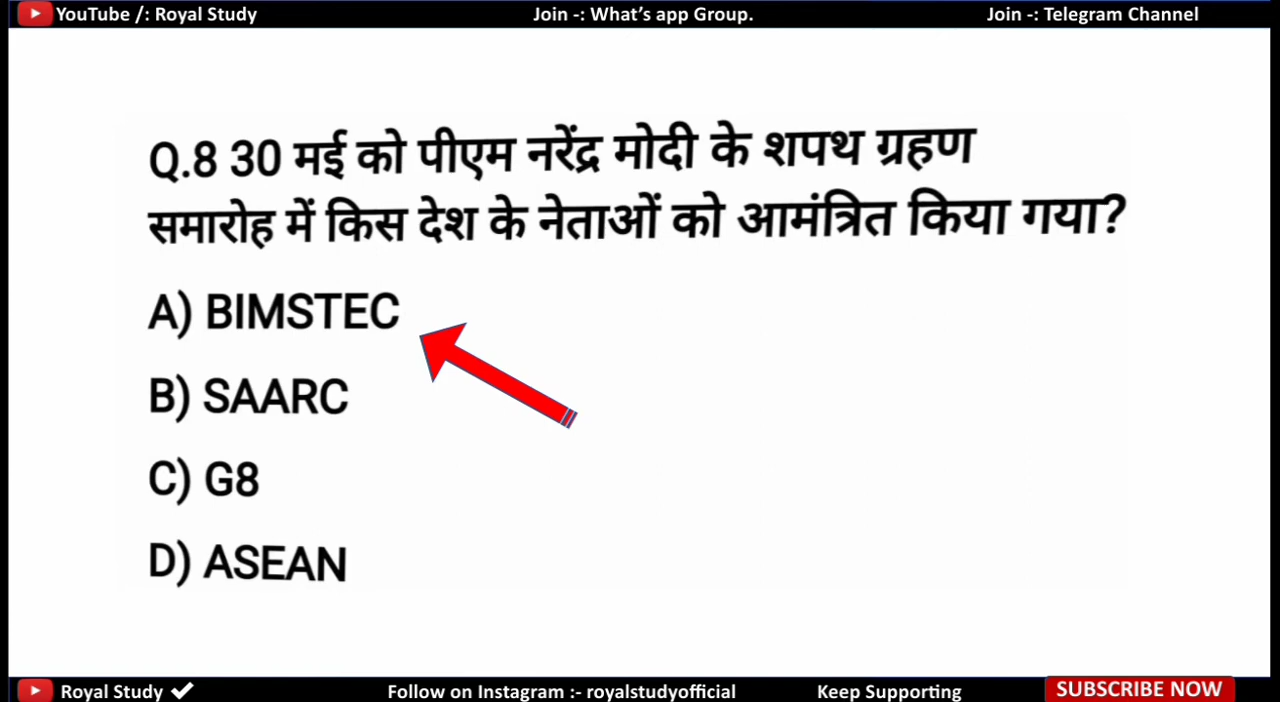 YouTube /: Royal Study Join -: What's app Group. Join -: Telegram Channel
Q.8 30 मई को पीएम नरेंद्र मोदी के शपथ ग्रहण
समारोह में किस देश के नेताओं को आमंत्रित किया गया?
A) BIMSTEC
B) SAARC
C) G8
D) ASEAN
Royal Study ✔ Follow on Instagram :- royalstudyofficial Keep Supporting SUBSCRIBE NOW